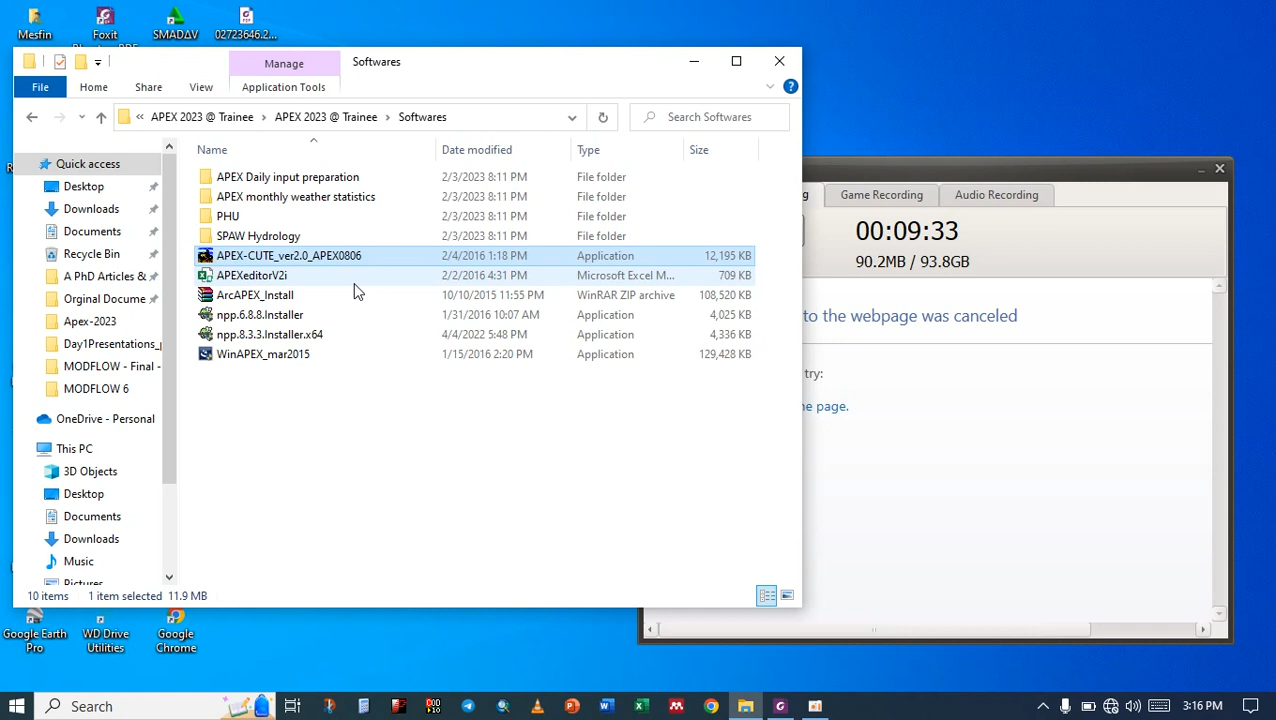 Mesfin
Foxit
SMADΔV
02723646.2...
Manage
Softwares
File
Home
Share
View
Application Tools
« APEX 2023 @ Trainee › APEX 2023 @ Trainee › Softwares
Search Softwares
Name
Date modified
Type
Size
Quick access
Desktop
Downloads
Documents
Recycle Bin
A PhD Articles &
Orginal Docume
Apex-2023
Day1Presentations_p
MODFLOW - Final -
MODFLOW 6
OneDrive - Personal
This PC
3D Objects
Desktop
Documents
Downloads
Music
Pictures
APEX Daily input preparation 2/3/2023 8:11 PM File folder
APEX monthly weather statistics 2/3/2023 8:11 PM File folder
PHU 2/3/2023 8:11 PM File folder
SPAW Hydrology 2/3/2023 8:11 PM File folder
APEX-CUTE_ver2.0_APEX0806 2/4/2016 1:18 PM Application 12,195 KB
APEXeditorV2i 2/2/2016 4:31 PM Microsoft Excel M... 709 KB
ArcAPEX_Install 10/10/2015 11:55 PM WinRAR ZIP archive 108,520 KB
npp.6.8.8.Installer 1/31/2016 10:07 AM Application 4,025 KB
npp.8.3.3.Installer.x64 4/4/2022 5:48 PM Application 4,336 KB
WinAPEX_mar2015 1/15/2016 2:20 PM Application 129,428 KB
10 items 1 item selected 11.9 MB
Game Recording
Audio Recording
00:09:33
90.2MB / 93.8GB
to the webpage was canceled
try:
Google Earth
Pro
WD Drive
Utilities
Google
Chrome
Search
3:16 PM